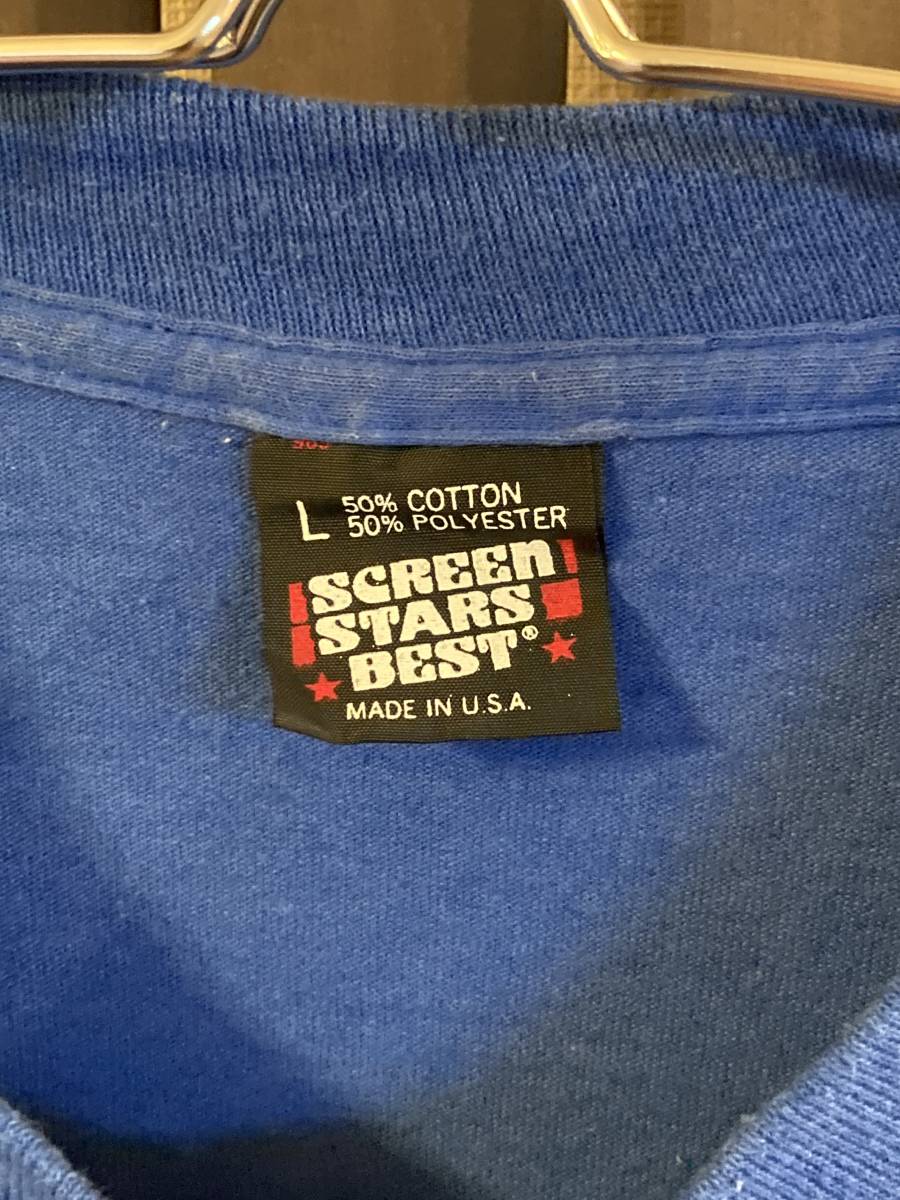 L 50% COTTON
50% POLYESTER
SCREEN
STARS
BEST®
MADE IN U.S.A.